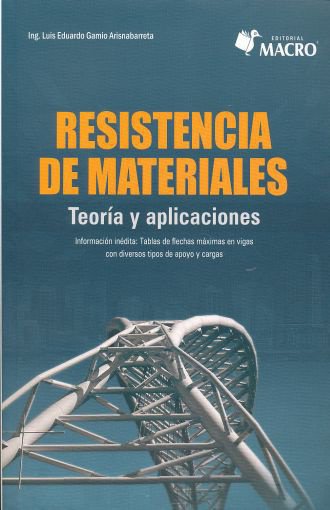 Ing. Luis Eduardo Gamio Arisnabarreta
EDITORIAL
MACRO®
RESISTENCIA
DE MATERIALES
Teoría y aplicaciones
Información inédita: Tablas de flechas máximas en vigas
con diversos tipos de apoyo y cargas